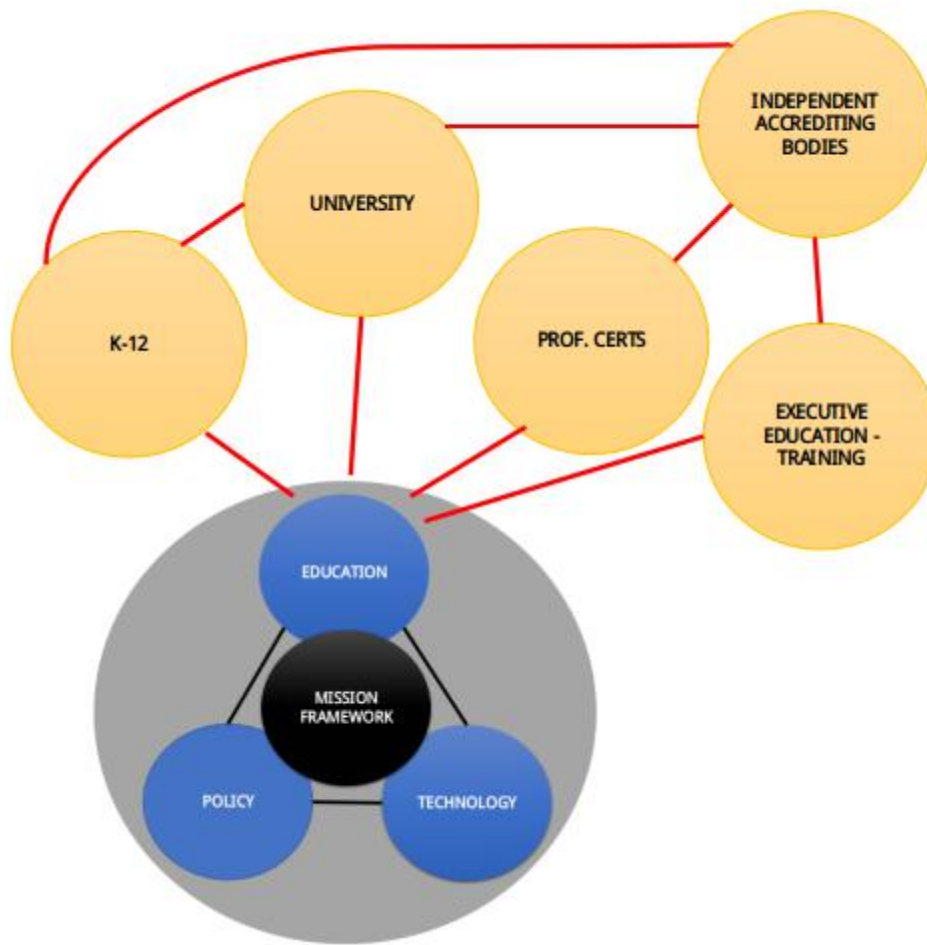 INDEPENDENT
ACCREDITING
BODIES
UNIVERSITY
K-12
PROF. CERTS
EXECUTIVE
EDUCATION -
TRAINING
EDUCATION
MISSION
FRAMEWORK
POLICY
TECHNOLOGY